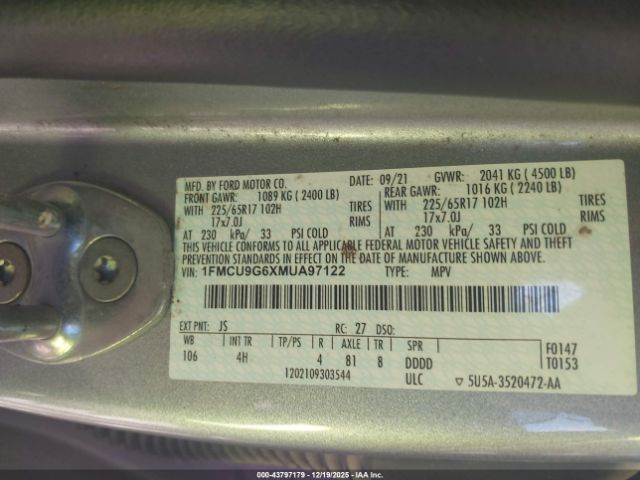 MFD. BY FORD MOTOR CO. DATE: 09/21 GVWR: 2041 KG ( 4500 LB)
FRONT GAWR: 1089 KG ( 2400 LB) REAR GAWR: 1016 KG ( 2240 LB)
WITH 225/65R17 102H TIRES WITH 225/65R17 102H TIRES
17x7.0J RIMS 17x7.0J RIMS
AT 230 kPa/ 33 PSI COLD AT 230 kPa/ 33 PSI COLD
THIS VEHICLE CONFORMS TO ALL APPLICABLE FEDERAL MOTOR VEHICLE SAFETY AND THEFT
PREVENTION STANDARDS IN EFFECT ON THE DATE OF MANUFACTURE SHOWN ABOVE.
VIN: 1FMCU9G6XMUA97122 TYPE: MPV
EXT PNT: JS RC: 27 DSO:
WB INT TR TP/PS R AXLE TR SPR F0147
106 4H 4 81 8 DDDD T0153
1202109303544 ULC ▽ 5U5A-3520472-AA
000-43797179 | 12/19/2025 | IAA Inc.